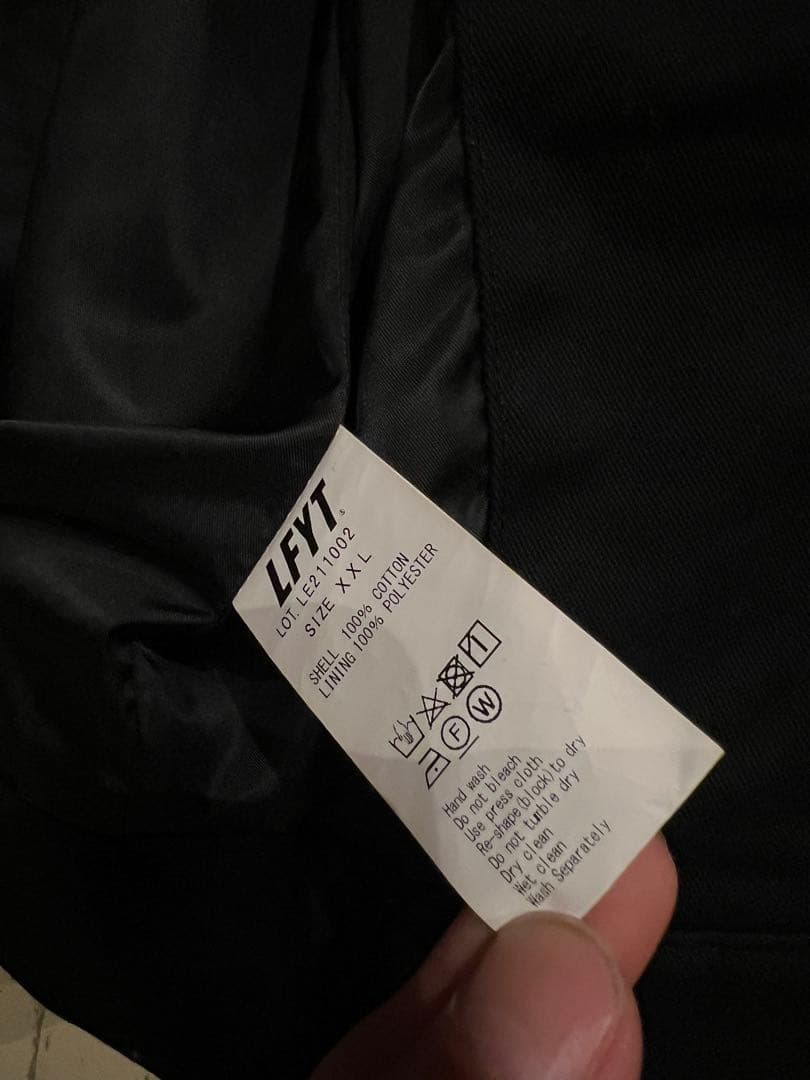 LFYT®
LOT. LE211002
SIZE XXL
SHELL 100% COTTON
LINING 100% POLYESTER
F W
Hand wash
Do not bleach
Use press cloth
Re-shape(block)to dry
Do not tumble dry
Dry clean
Wet clean
Wash Separately